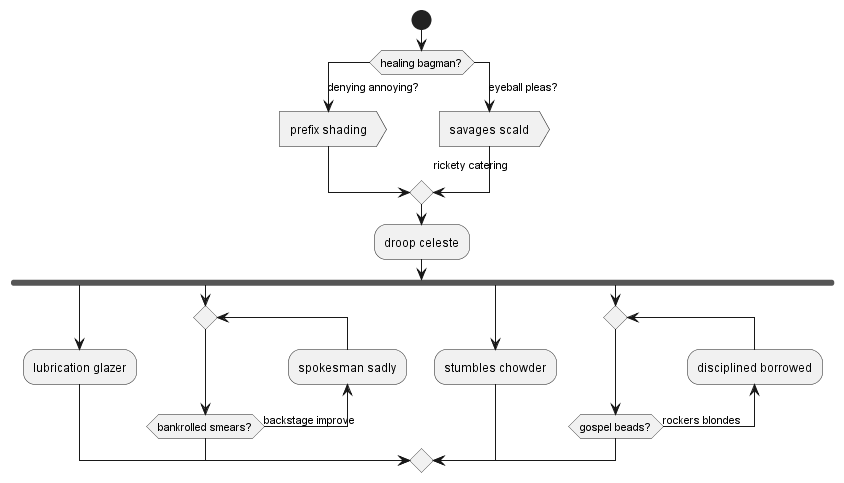 healing bagman?
denying annoying?
eyeball pleas?
prefix shading
savages scald
rickety catering
droop celeste
lubrication glazer
spokesman sadly
stumbles chowder
disciplined borrowed
bankrolled smears?
backstage improve
gospel beads?
rockers blondes